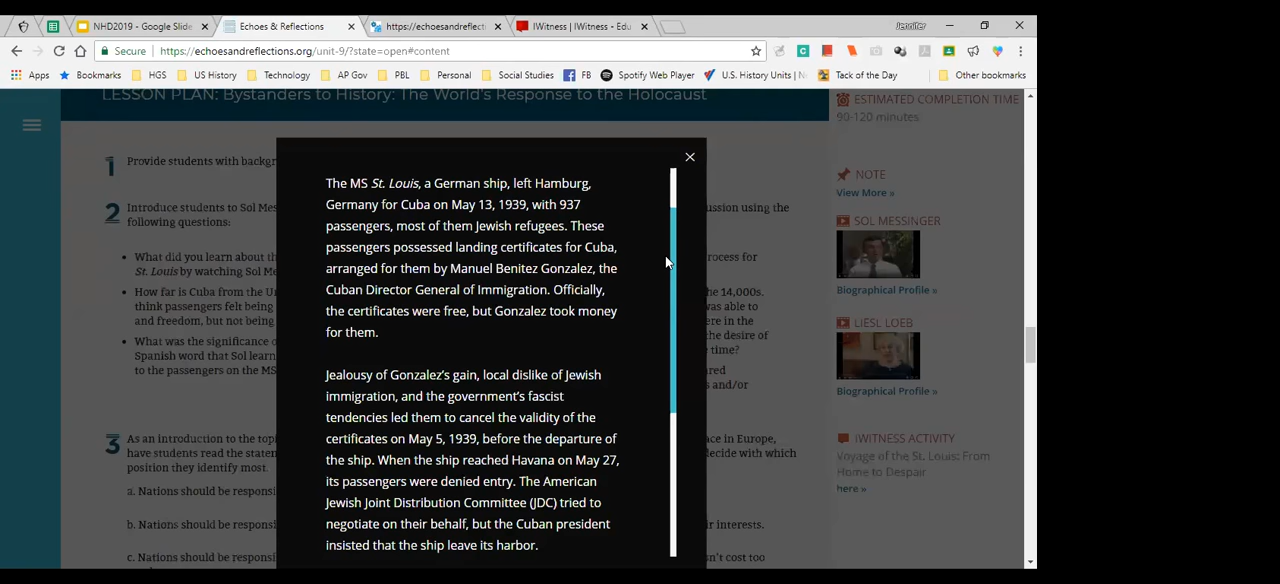 NHD2019 - Google Slide
Echoes & Reflections
https://echoesandreflect
IWitness | IWitness - Edu
Jennifer
Secure
https://echoesandreflections.org/unit-9/?state=open#content
Apps
Bookmarks
HGS
US History
Technology
AP Gov
PBL
Personal
Social Studies
FB
Spotify Web Player
U.S. History Units | N
Tack of the Day
Other bookmarks
LESSON PLAN: Bystanders to History: The World's Response to the Holocaust
1
Provide students with backgr
2
Introduce students to Sol Mes
cussion using the
following questions:
What did you learn about th
ocess for
St. Louis by watching Sol Me
How far is Cuba from the Un
he 14,000s.
think passengers felt being
was able to
and freedom, but not being
ere in the
the desire of
What was the significance o
time?
Spanish word that Sol learn
ared
to the passengers on the MS
s and/or
3
As an introduction to the topi
ace in Europe,
have students read the statem
ecide with which
position they identify most.
a. Nations should be responsi
b. Nations should be responsi
ir interests.
c. Nations should be responsi
n't cost too
The MS St. Louis, a German ship, left Hamburg,
Germany for Cuba on May 13, 1939, with 937
passengers, most of them Jewish refugees. These
passengers possessed landing certificates for Cuba,
arranged for them by Manuel Benitez Gonzalez, the
Cuban Director General of Immigration. Officially,
the certificates were free, but Gonzalez took money
for them.
Jealousy of Gonzalez's gain, local dislike of Jewish
immigration, and the government's fascist
tendencies led them to cancel the validity of the
certificates on May 5, 1939, before the departure of
the ship. When the ship reached Havana on May 27,
its passengers were denied entry. The American
Jewish Joint Distribution Committee (JDC) tried to
negotiate on their behalf, but the Cuban president
insisted that the ship leave its harbor.
ESTIMATED COMPLETION TIME
90-120 minutes
NOTE
View More »
SOL MESSINGER
Biographical Profile »
LIESL LOEB
Biographical Profile »
IWITNESS ACTIVITY
Voyage of the St. Louis: From
Home to Despair
here »